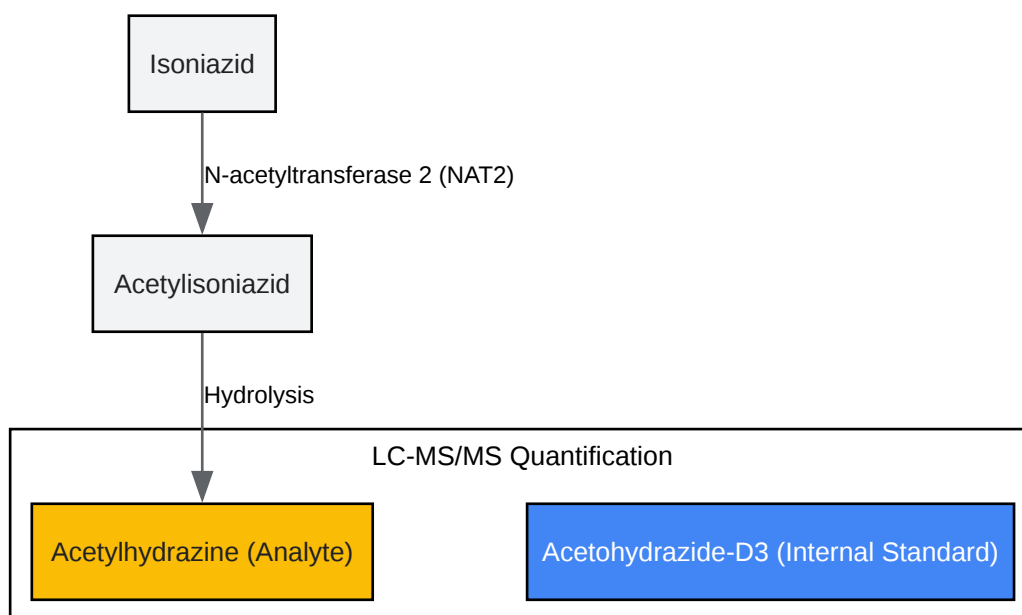 Isoniazid
N-acetyltransferase 2 (NAT2)
Acetylisoniazid
Hydrolysis
LC-MS/MS Quantification
Acetylhydrazine (Analyte)
Acetohydrazide-D3 (Internal Standard)